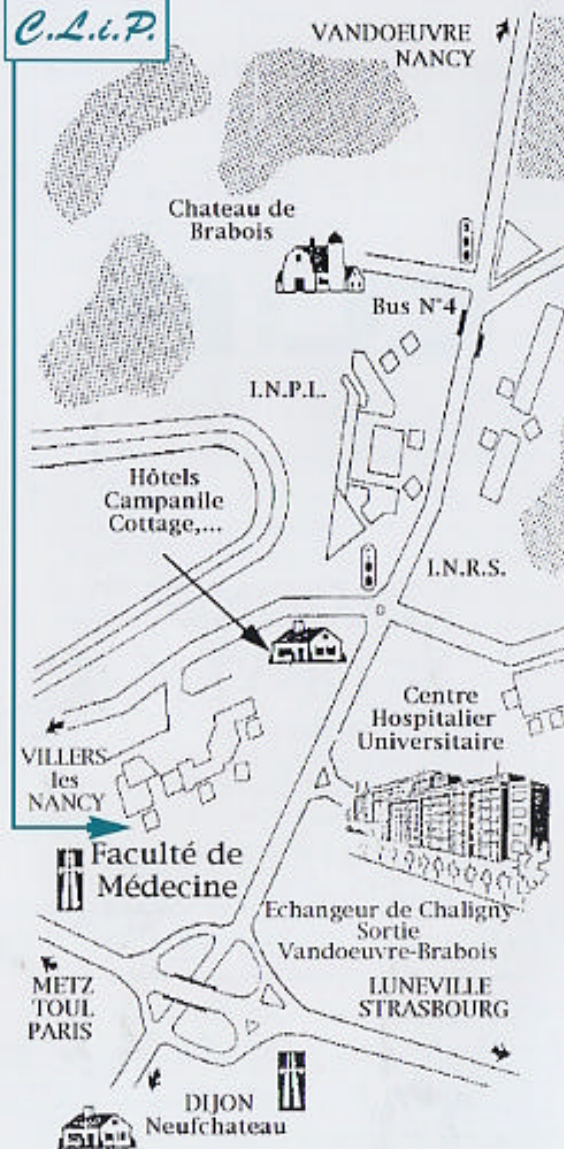 C.L.i.P.
VANDOEUVRE
NANCY
Chateau de
Brabois
Bus N°4
I.N.P.L.
Hôtels
Campanile
Cottage,...
I.N.R.S.
Centre
Hospitalier
Universitaire
VILLERS
les
NANCY
Faculté de
Médecine
Echangeur de Chaligny
Sortie
Vandoeuvre-Brabois
METZ
TOUL
PARIS
LUNEVILLE
STRASBOURG
DIJON
Neufchateau